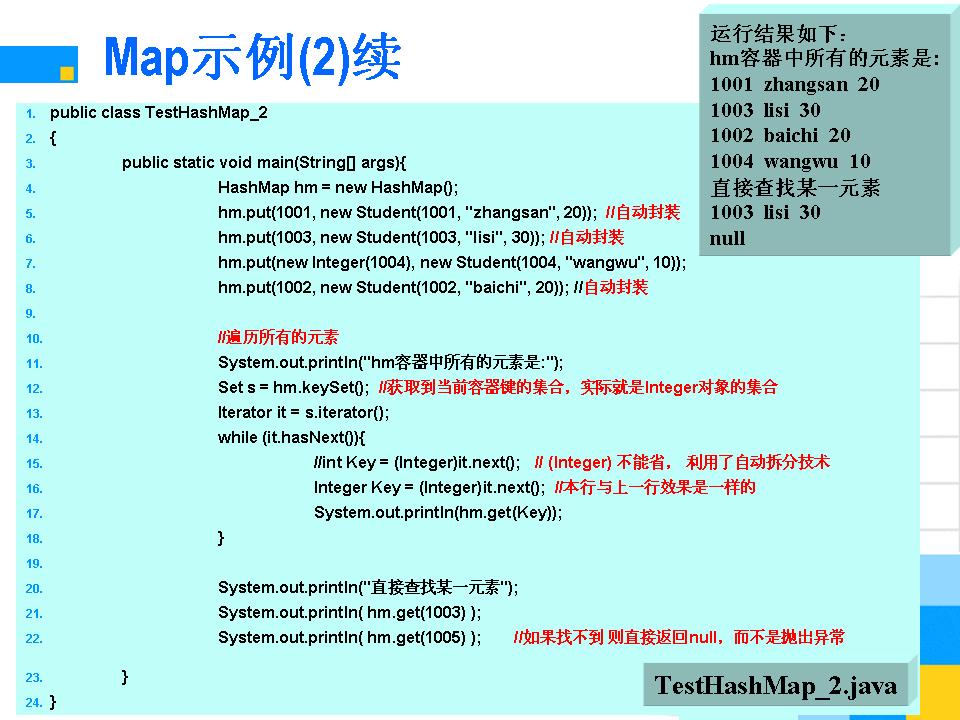 Map示例(2)续
运行结果如下:
hm容器中所有的元素是:
1001 zhangsan 20
1003 lisi 30
1002 baichi 20
1004 wangwu 10
直接查找某一元素
1003 lisi 30
null
1. public class TestHashMap_2
2. {
3. public static void main(String[] args){
4. HashMap hm = new HashMap();
5. hm.put(1001, new Student(1001, "zhangsan", 20)); //自动封装
6. hm.put(1003, new Student(1003, "lisi", 30)); //自动封装
7. hm.put(new Integer(1004), new Student(1004, "wangwu", 10));
8. hm.put(1002, new Student(1002, "baichi", 20)); //自动封装
9.
10. //遍历所有的元素
11. System.out.println("hm容器中所有的元素是:");
12. Set s = hm.keySet(); //获取到当前容器键的集合，实际就是Integer对象的集合
13. Iterator it = s.iterator();
14. while (it.hasNext()){
15. //int Key = (Integer)it.next(); // (Integer) 不能省， 利用了自动拆分技术
16. Integer Key = (Integer)it.next(); //本行与上一行效果是一样的
17. System.out.println(hm.get(Key));
18. }
19.
20. System.out.println("直接查找某一元素");
21. System.out.println( hm.get(1003) );
22. System.out.println( hm.get(1005) ); //如果找不到 则直接返回null，而不是抛出异常
23. }
24. }
TestHashMap_2.java